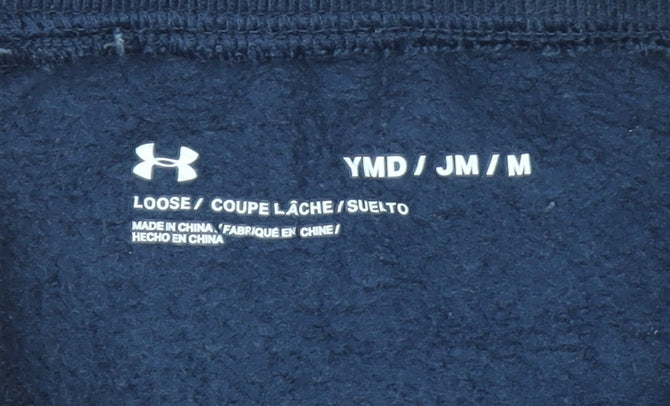 YMD / JM / M
LOOSE / COUPE LÂCHE / SUELTO
MADE IN CHINA / FABRIQUÉ EN CHINE /
HECHO EN CHINA